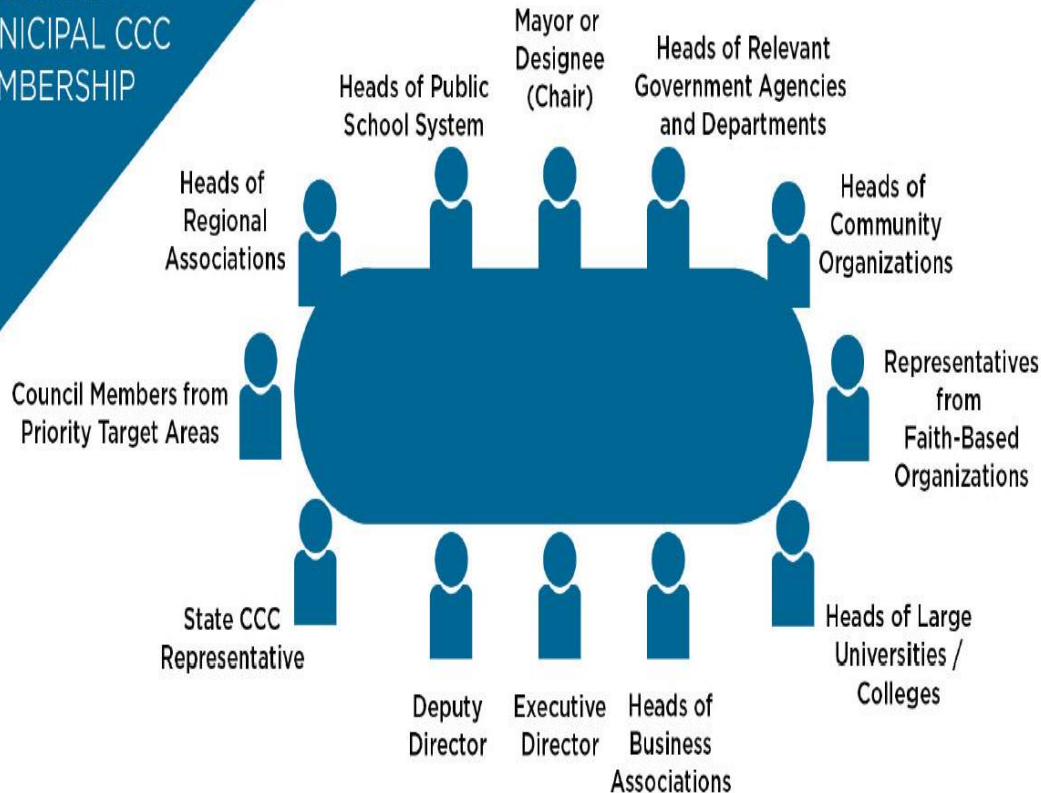 CCC
Mayor or
Designee
(Chair)
Heads of Relevant
Government Agencies
and Departments
Heads of Public
School System
Heads of
Regional
Associations
Heads of
Community
Organizations
Council Members from
Priority Target Areas
Representatives
from
Faith-Based
Organizations
State CCC
Representative
Heads of Large
Universities /
Colleges
Deputy
Director
Executive
Director
Heads of
Business
Associations